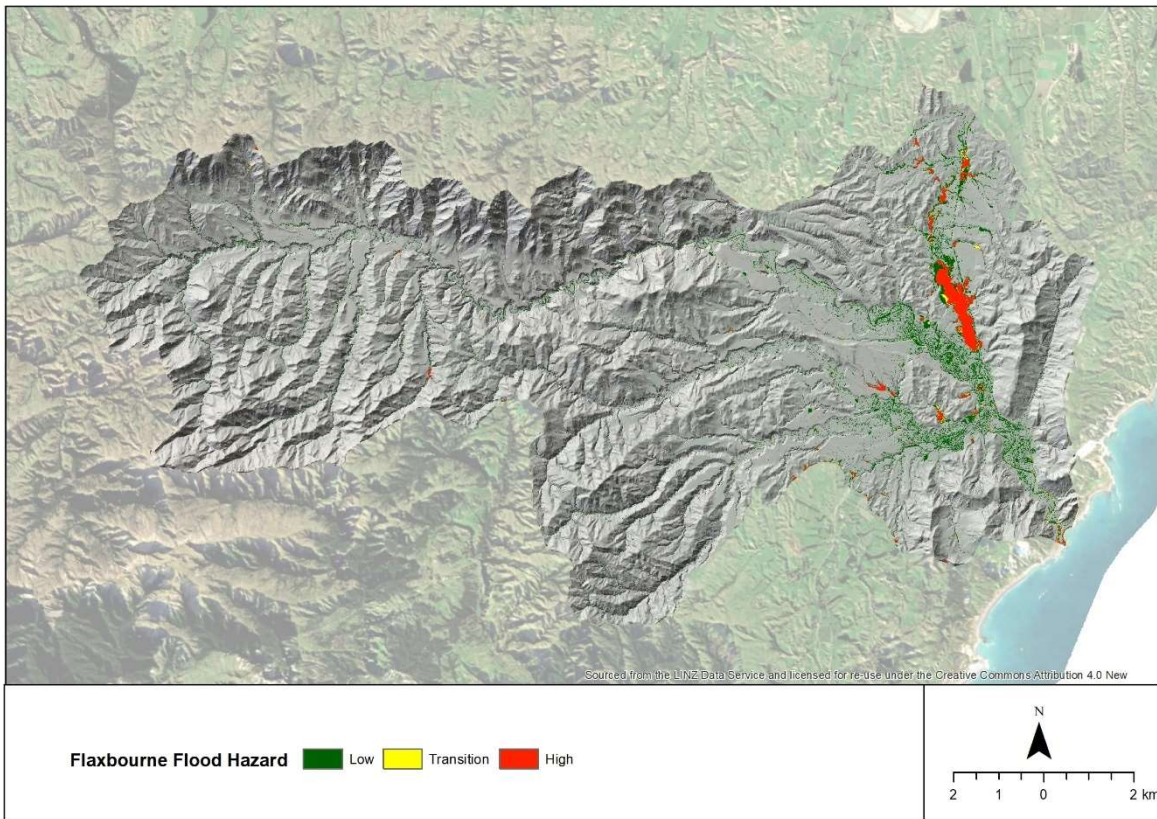 Sourced from the LINZ Data Service and licensed for re-use under the Creative Commons Attribution 4.0 New
Flaxbourne Flood Hazard Low Transition High
N
2 1 0 2 km